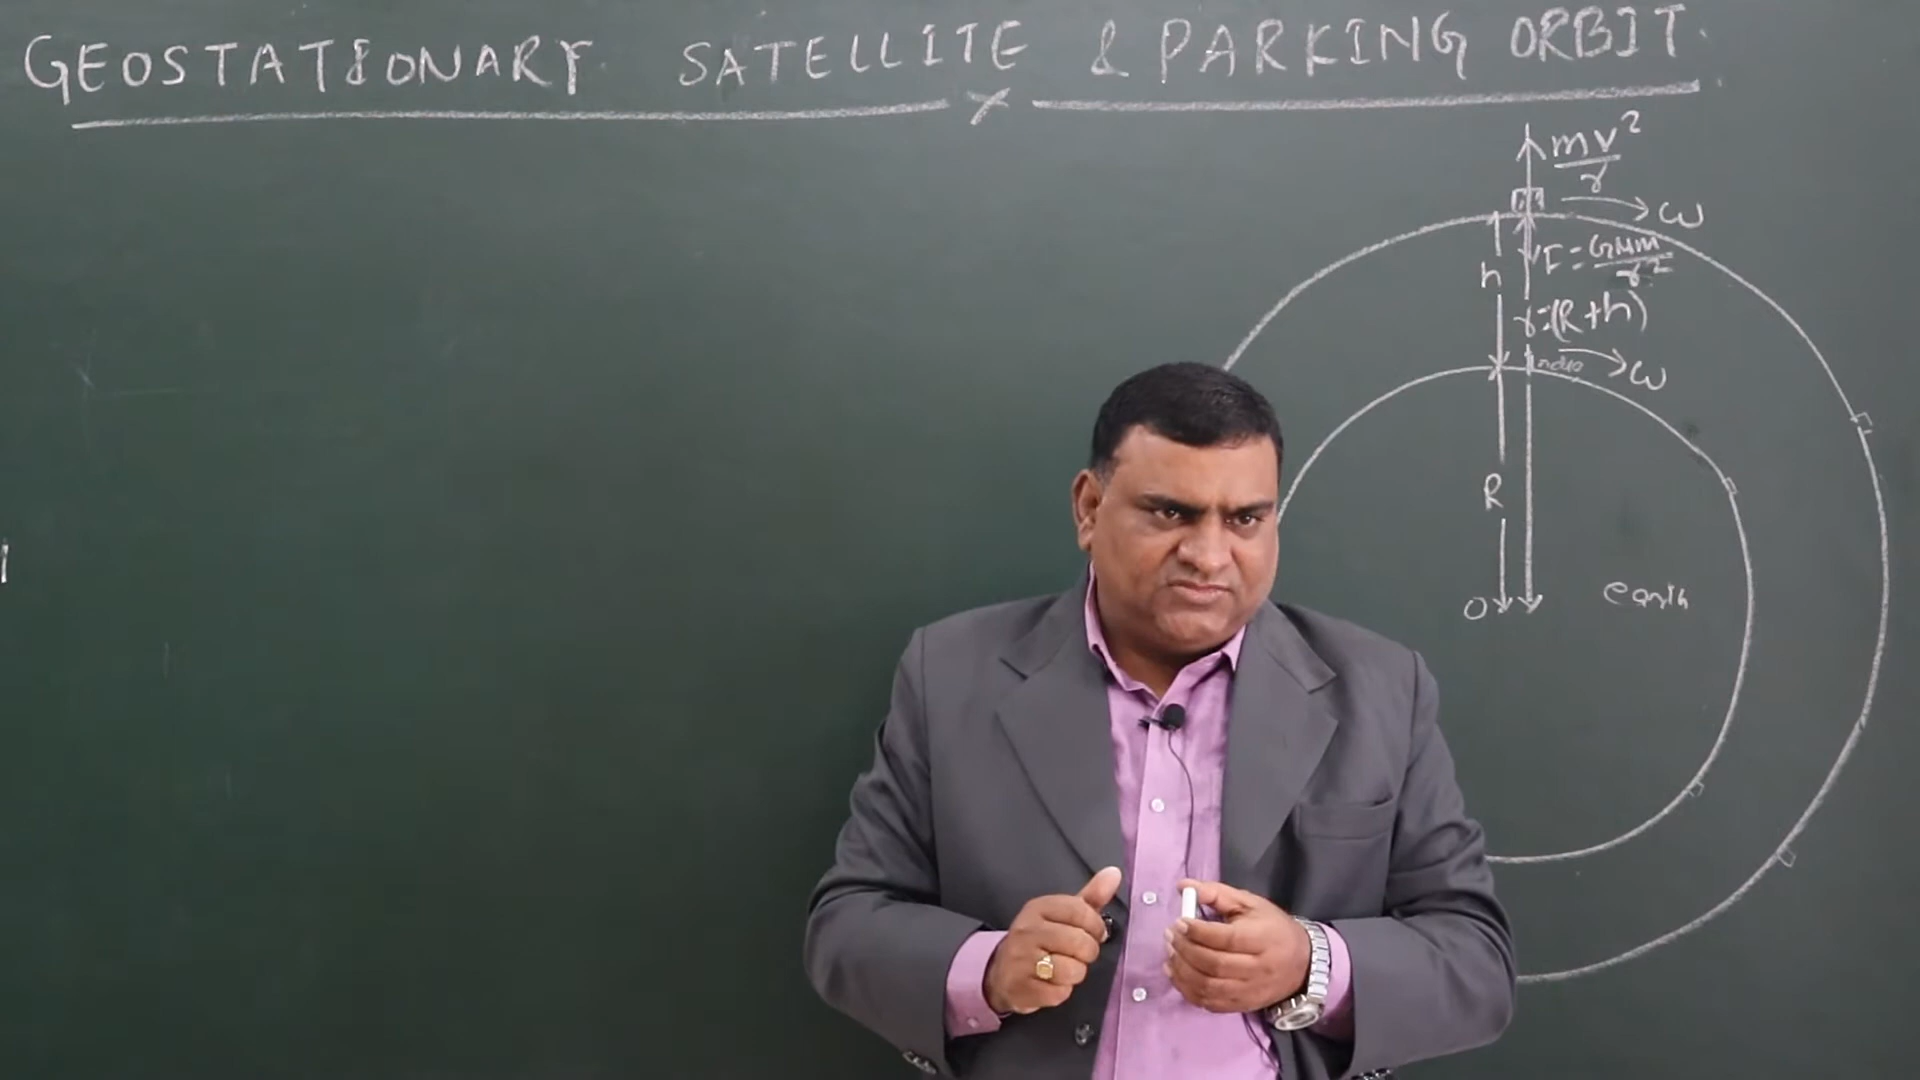 GEOSTATIONARY SATELLITE & PARKING ORBIT.
mv²/r
ω
h
F = GMm/r²
r = (R+h)
ω
R
O
earth